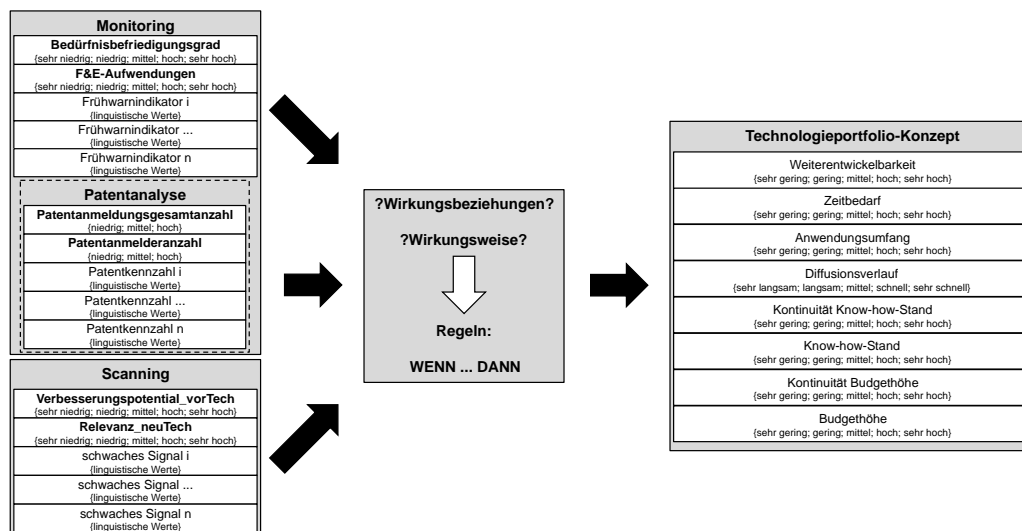 Monitoring
Bedürfnisbefriedigungsgrad
{sehr niedrig; niedrig; mittel; hoch; sehr hoch}
F&E-Aufwendungen
{sehr niedrig; niedrig; mittel; hoch; sehr hoch}
Frühwarnindikator i
{linguistische Werte}
Frühwarnindikator ...
{linguistische Werte}
Frühwarnindikator n
{linguistische Werte}
Patentanalyse
Patentanmeldungsgesamtanzahl
{niedrig; mittel; hoch}
Patentanmelderanzahl
{niedrig; mittel; hoch}
Patentkennzahl i
{linguistische Werte}
Patentkennzahl ...
{linguistische Werte}
Patentkennzahl n
{linguistische Werte}
Scanning
Verbesserungspotential_vorTech
{sehr niedrig; niedrig; mittel; hoch; sehr hoch}
Relevanz_neuTech
{sehr niedrig; niedrig; mittel; hoch; sehr hoch}
schwaches Signal i
{linguistische Werte}
schwaches Signal ...
{linguistische Werte}
schwaches Signal n
{linguistische Werte}
?Wirkungsbeziehungen?
?Wirkungsweise?
Regeln:
WENN ... DANN
Technologieportfolio-Konzept
Weiterentwickelbarkeit
{sehr gering; gering; mittel; hoch; sehr hoch}
Zeitbedarf
{sehr gering; gering; mittel; hoch; sehr hoch}
Anwendungsumfang
{sehr gering; gering; mittel; hoch; sehr hoch}
Diffusionsverlauf
{sehr langsam; langsam; mittel; schnell; sehr schnell}
Kontinuität Know-how-Stand
{sehr gering; gering; mittel; hoch; sehr hoch}
Know-how-Stand
{sehr gering; gering; mittel; hoch; sehr hoch}
Kontinuität Budgethöhe
{sehr gering; gering; mittel; hoch; sehr hoch}
Budgethöhe
{sehr gering; gering; mittel; hoch; sehr hoch}